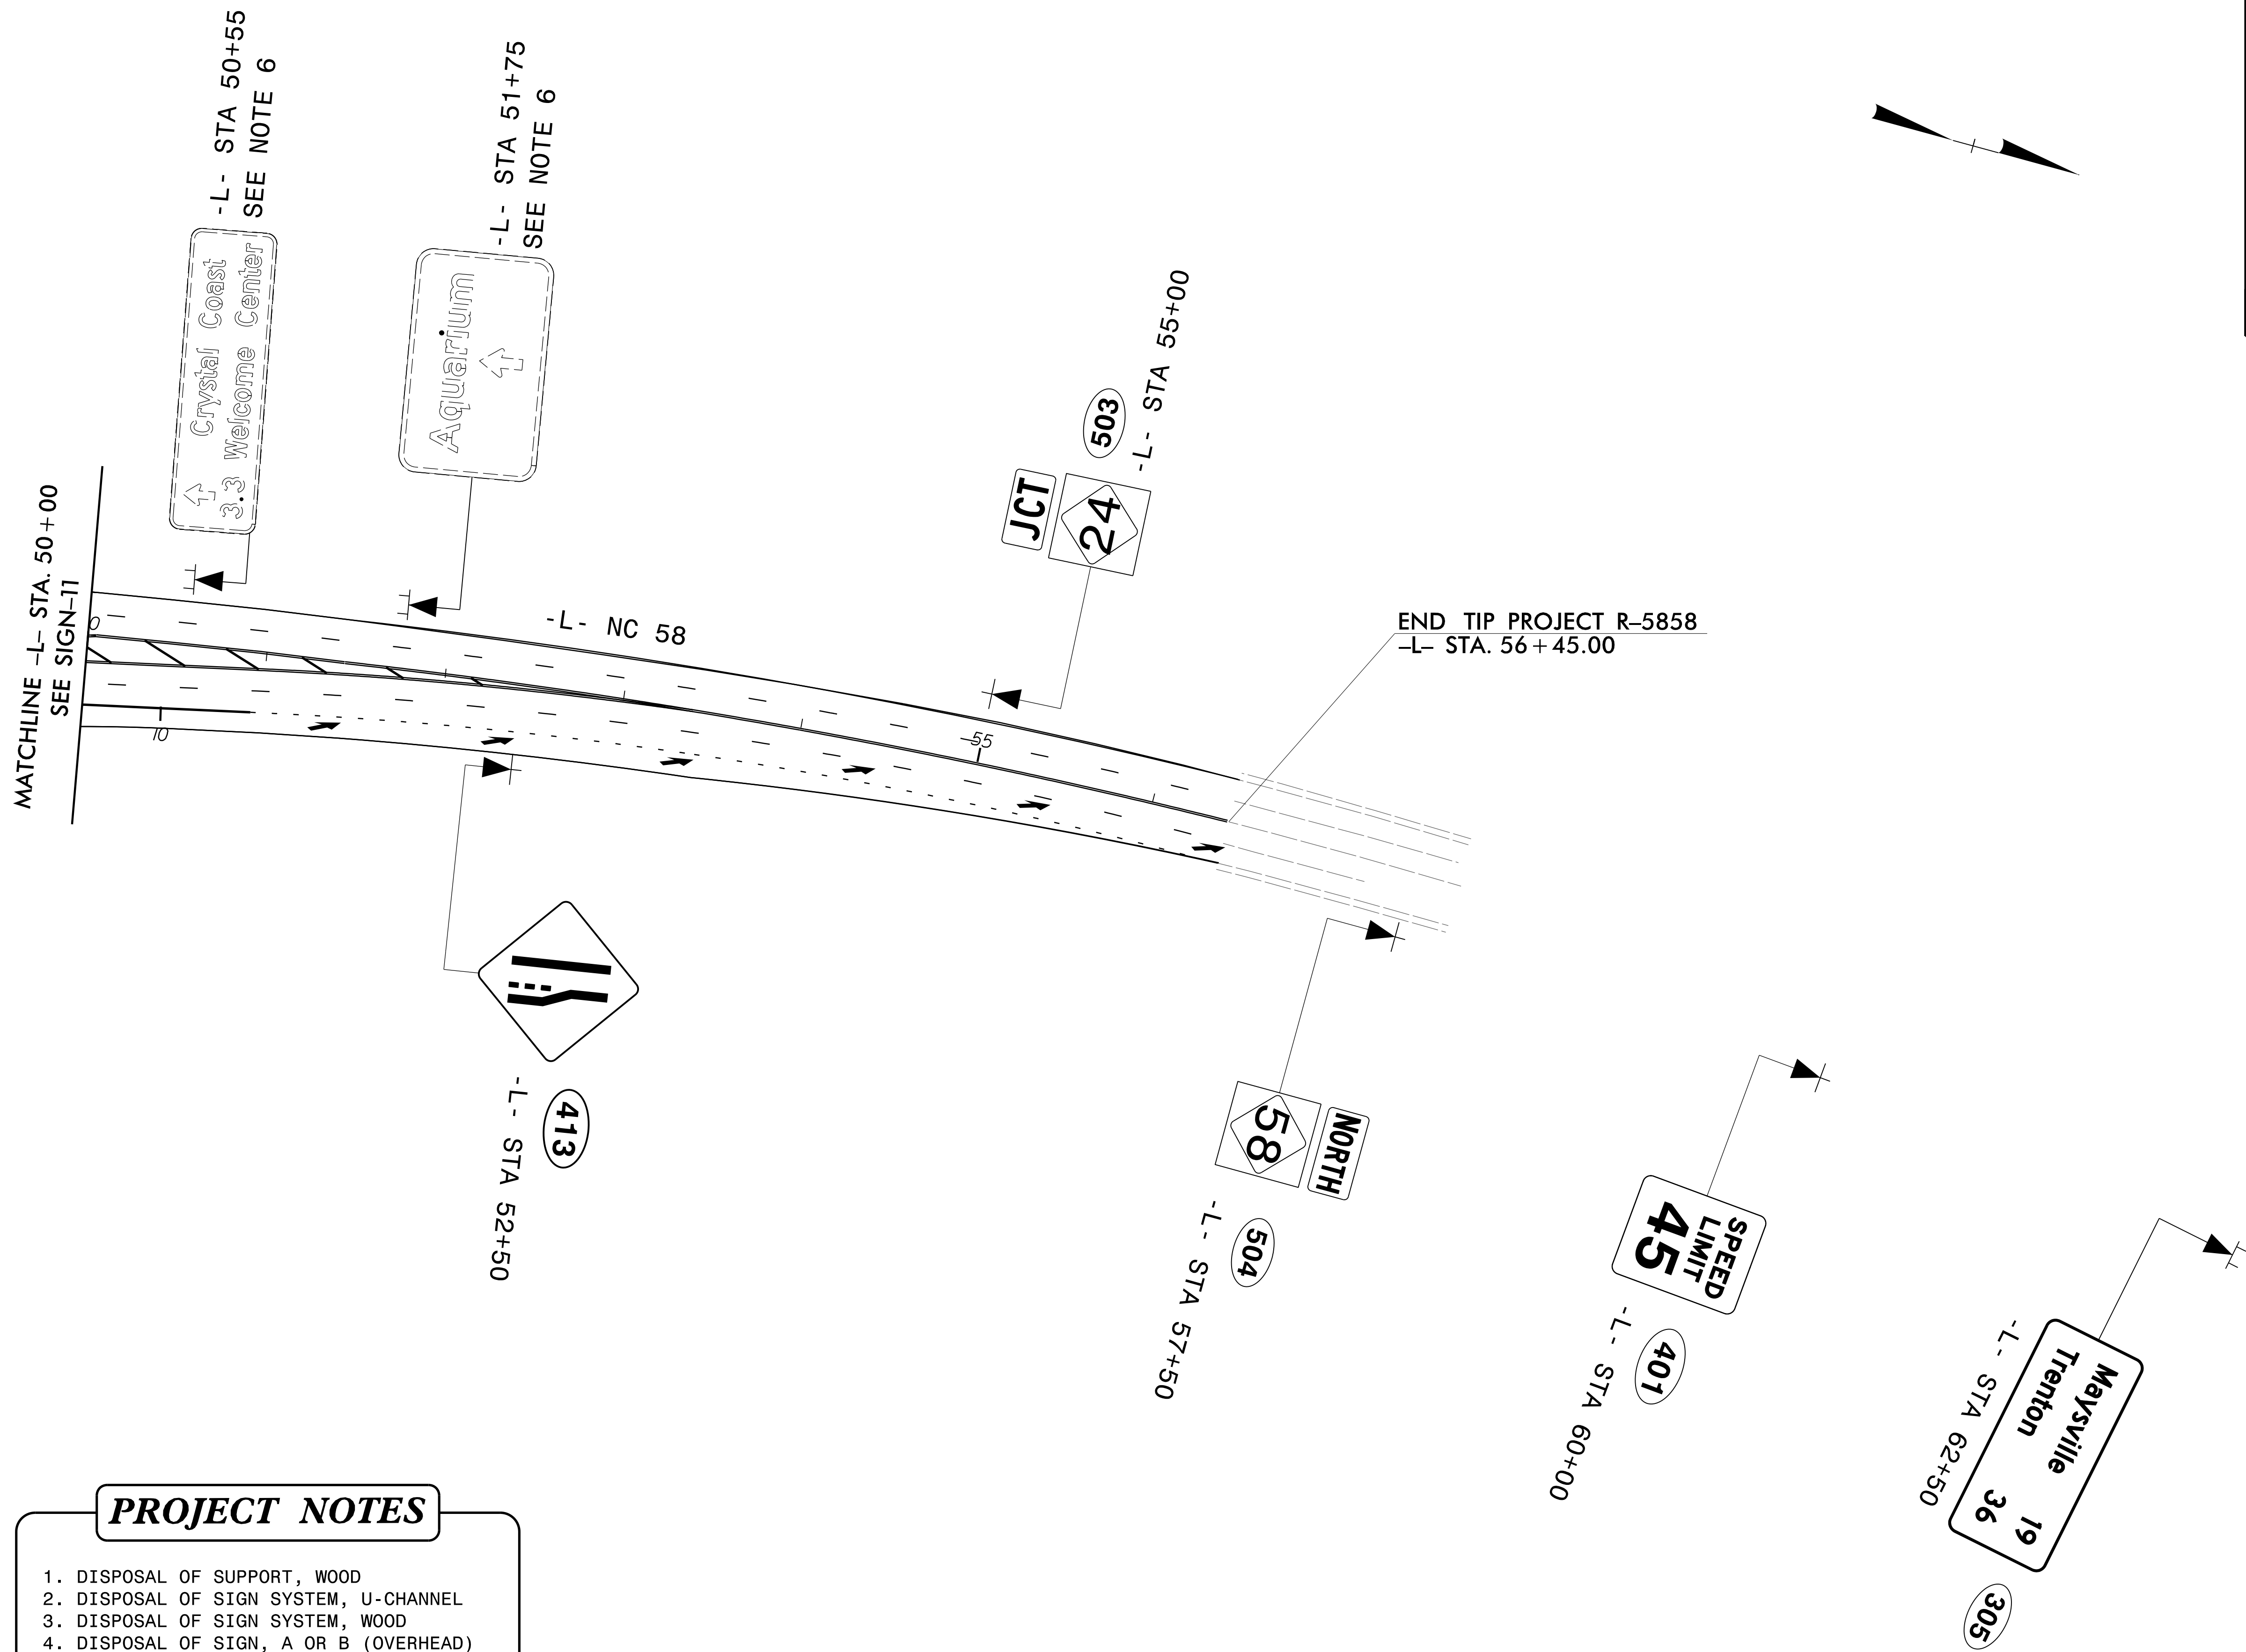 -L- STA 50+55
SEE NOTE 6
-L- STA 51+75
SEE NOTE 6
Crystal Coast
3.3 Welcome Center
Aquarium
503
-L- STA 55+00
JCT
24
MATCHLINE –L– STA. 50+00
SEE SIGN–11
0
-L- NC 58
END TIP PROJECT R–5858
–L– STA. 56+45.00
10
55
413
-L- STA 52+50
NORTH
58
504
-L- STA 57+50
SPEED
LIMIT
45
401
-L- STA 60+00
Maysville 19
Trenton 36
-L- STA 62+50
305
PROJECT NOTES
1. DISPOSAL OF SUPPORT, WOOD
2. DISPOSAL OF SIGN SYSTEM, U-CHANNEL
3. DISPOSAL OF SIGN SYSTEM, WOOD
4. DISPOSAL OF SIGN, A OR B (OVERHEAD)